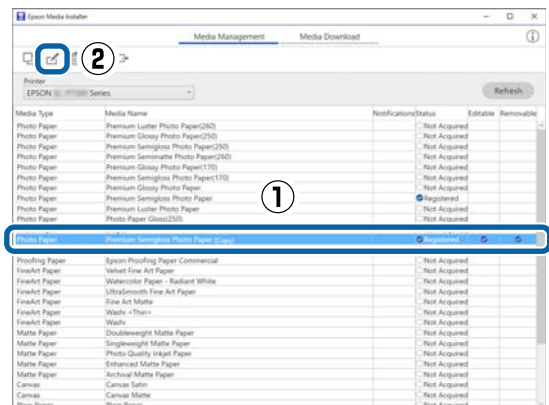 Epson Media Installer
Media Management Media Download
②
Printer
EPSON Series
Refresh
Media Type Media Name Notifications Status Editable Removable
Photo Paper Premium Luster Photo Paper(260) Not Acquired
Photo Paper Premium Glossy Photo Paper(250) Not Acquired
Photo Paper Premium Semigloss Photo Paper(250) Not Acquired
Photo Paper Premium Semimatte Photo Paper(260) Not Acquired
Photo Paper Premium Glossy Photo Paper(170) Not Acquired
Photo Paper Premium Semigloss Photo Paper(170) Not Acquired
Photo Paper Premium Glossy Photo Paper Not Acquired
Photo Paper Premium Semigloss Photo Paper Registered
Photo Paper Premium Luster Photo Paper Not Acquired
Photo Paper Photo Paper Gloss(250) Not Acquired
①
Photo Paper Premium Semigloss Photo Paper (Copy) Registered
Proofing Paper Epson Proofing Paper Commercial Not Acquired
FineArt Paper Velvet Fine Art Paper Not Acquired
FineArt Paper Watercolor Paper - Radiant White Not Acquired
FineArt Paper UltraSmooth Fine Art Paper Not Acquired
FineArt Paper Fine Art Matte Not Acquired
FineArt Paper Washi <Thin> Not Acquired
FineArt Paper Washi Not Acquired
Matte Paper Doubleweight Matte Paper Not Acquired
Matte Paper Singleweight Matte Paper Not Acquired
Matte Paper Photo Quality Inkjet Paper Not Acquired
Matte Paper Enhanced Matte Paper Not Acquired
Matte Paper Archival Matte Paper Not Acquired
Canvas Canvas Satin Not Acquired
Canvas Canvas Matte Not Acquired